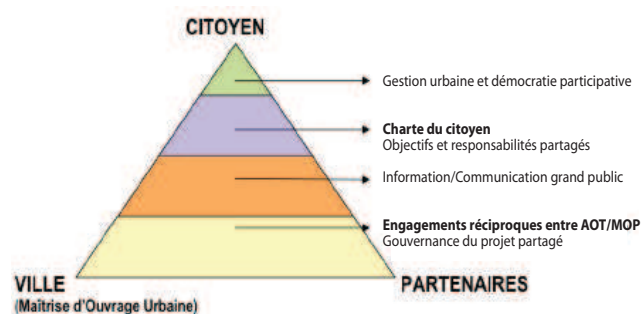 CITOYEN
Gestion urbaine et démocratie participative
Charte du citoyen
Objectifs et responsabilités partagés
Information/Communication grand public
Engagements réciproques entre AOT/MOP
Gouvernance du projet partagé
VILLE
(Maîtrise d'Ouvrage Urbaine)
PARTENAIRES